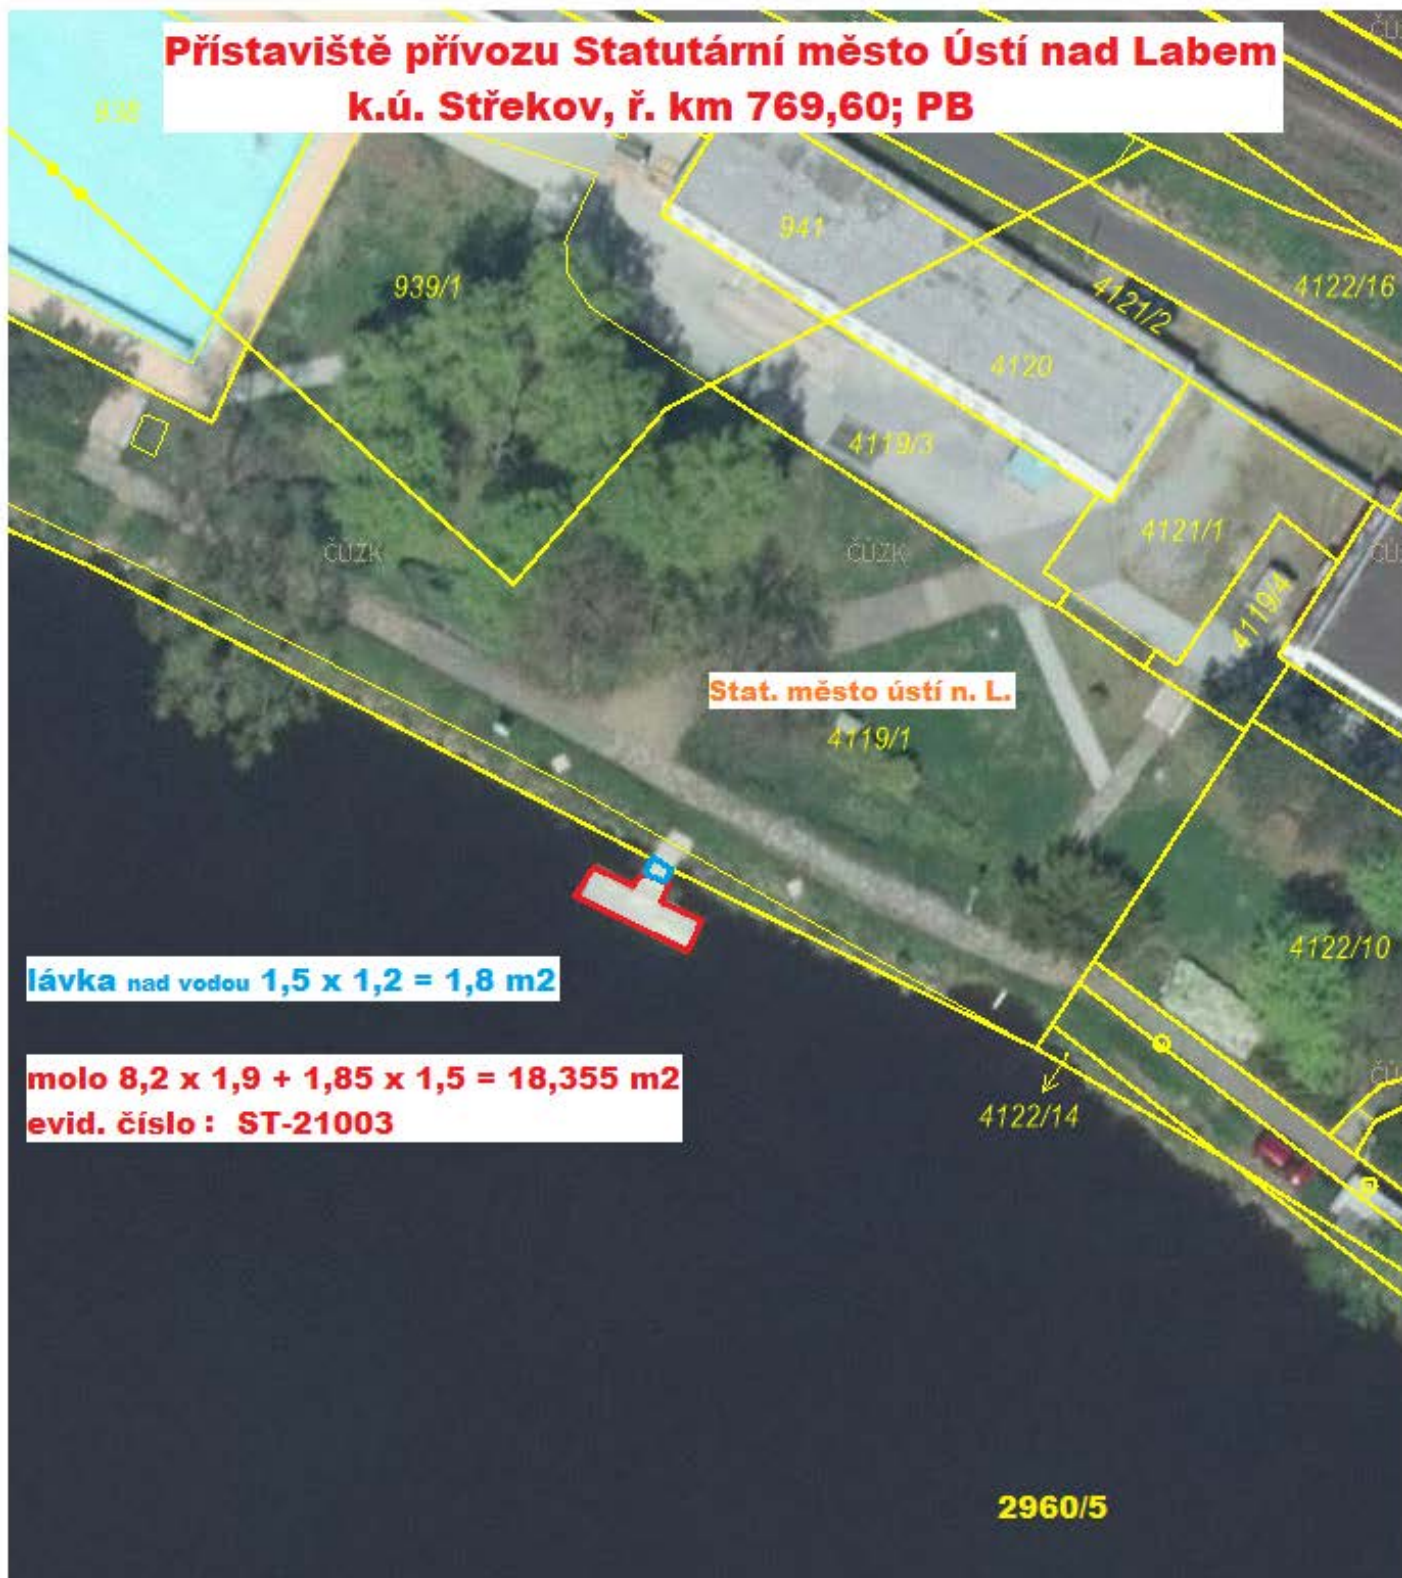 Přístaviště přívozu Statutární město Ústí nad Labem
k.ú. Střekov, ř. km 769,60; PB
938
941
939/1
4121/2
4122/16
4120
4119/3
4121/1
4119/4
ČÚZK
ČÚZK
Stat. město ústí n. L.
4119/1
4122/10
lávka nad vodou 1,5 x 1,2 = 1,8 m2
molo 8,2 x 1,9 + 1,85 x 1,5 = 18,355 m2
evid. číslo : ST-21003
4122/14
2960/5